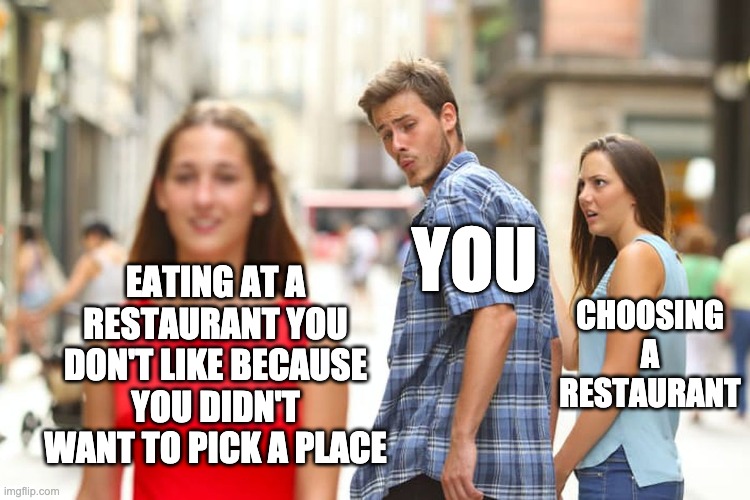 EATING AT A
RESTAURANT YOU
DON'T LIKE BECAUSE
YOU DIDN'T
WANT TO PICK A PLACE
YOU
CHOOSING
A
RESTAURANT
imgflip.com